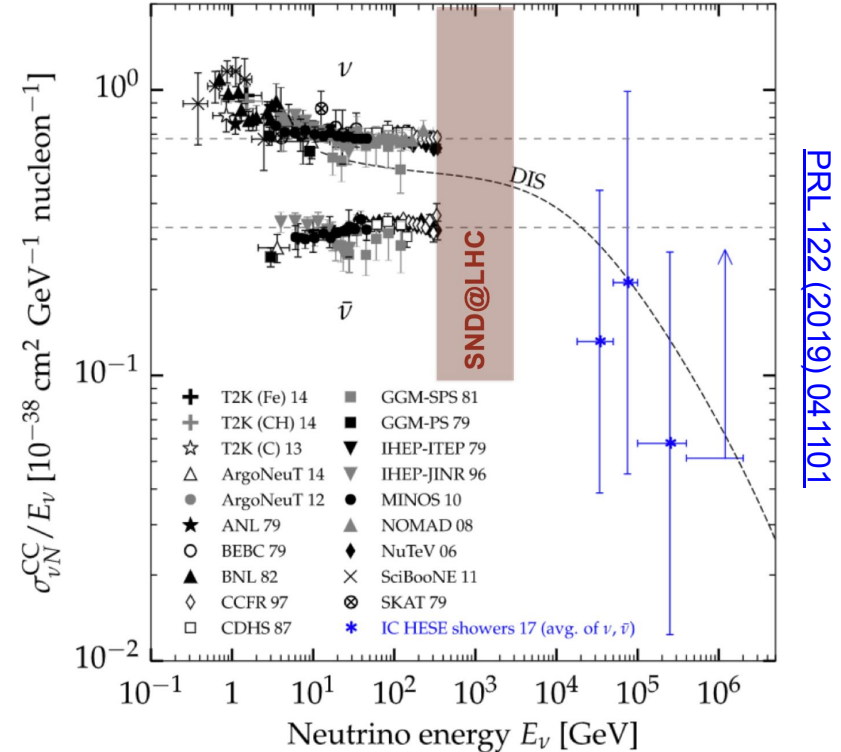 σ_{νN}^{CC}/E_ν [10^{−38} cm² GeV^{−1} nucleon^{−1}]
10⁰
10⁻¹
10⁻²
ν
ν̄
DIS
SND@LHC
T2K (Fe) 14
T2K (CH) 14
T2K (C) 13
ArgoNeuT 14
ArgoNeuT 12
ANL 79
BEBC 79
BNL 82
CCFR 97
CDHS 87
GGM-SPS 81
GGM-PS 79
IHEP-ITEP 79
IHEP-JINR 96
MINOS 10
NOMAD 08
NuTeV 06
SciBooNE 11
SKAT 79
IC HESE showers 17 (avg. of ν, ν̄)
10⁻¹ 1 10¹ 10² 10³ 10⁴ 10⁵ 10⁶
Neutrino energy E_ν [GeV]
PRL 122 (2019) 041101